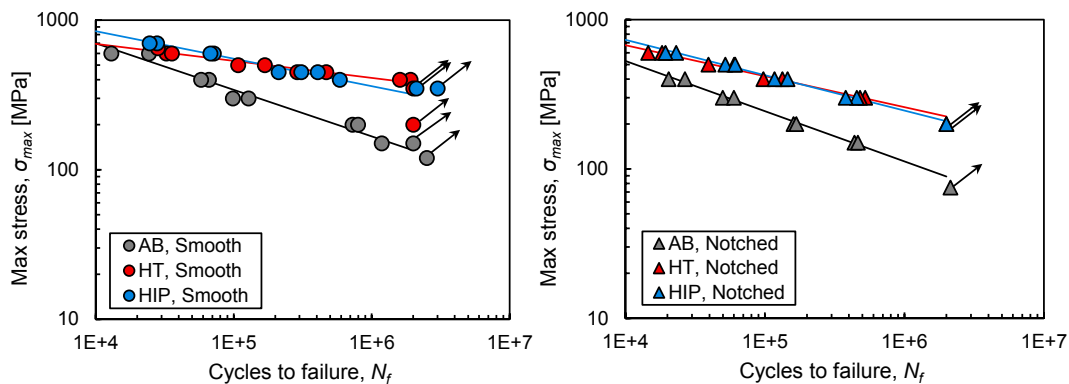 1000
100
10
1E+4 1E+5 1E+6 1E+7
Max stress, σmax [MPa]
Cycles to failure, Nf
AB, Smooth
HT, Smooth
HIP, Smooth
1000
100
10
1E+4 1E+5 1E+6 1E+7
Max stress, σmax [MPa]
Cycles to failure, Nf
AB, Notched
HT, Notched
HIP, Notched